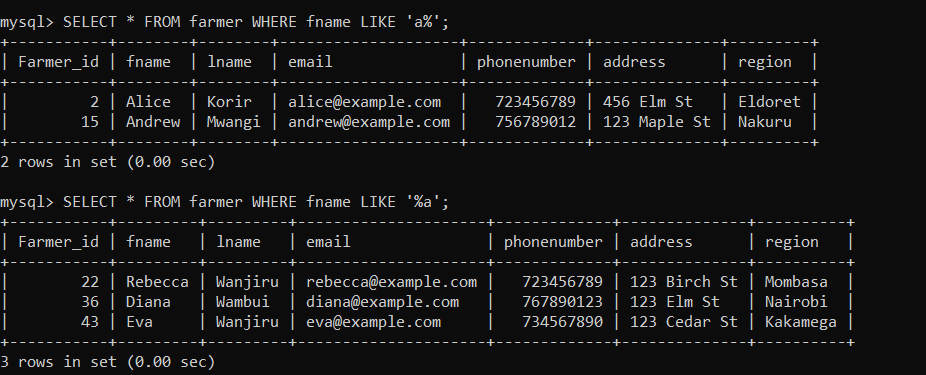 mysql> SELECT * FROM farmer WHERE fname LIKE 'a%';
+-----------+--------+--------+--------------------+-------------+--------------+---------+
| Farmer_id | fname  | lname  | email              | phonenumber | address      | region  |
+-----------+--------+--------+--------------------+-------------+--------------+---------+
|         2 | Alice  | Korir  | alice@example.com  |   723456789 | 456 Elm St   | Eldoret |
|        15 | Andrew | Mwangi | andrew@example.com |   756789012 | 123 Maple St | Nakuru  |
+-----------+--------+--------+--------------------+-------------+--------------+---------+
2 rows in set (0.00 sec)

mysql> SELECT * FROM farmer WHERE fname LIKE '%a';
+-----------+---------+---------+---------------------+-------------+--------------+----------+
| Farmer_id | fname   | lname   | email               | phonenumber | address      | region   |
+-----------+---------+---------+---------------------+-------------+--------------+----------+
|        22 | Rebecca | Wanjiru | rebecca@example.com |   723456789 | 123 Birch St | Mombasa  |
|        36 | Diana   | Wambui  | diana@example.com   |   767890123 | 123 Elm St   | Nairobi  |
|        43 | Eva     | Wanjiru | eva@example.com     |   734567890 | 123 Cedar St | Kakamega |
+-----------+---------+---------+---------------------+-------------+--------------+----------+
3 rows in set (0.00 sec)